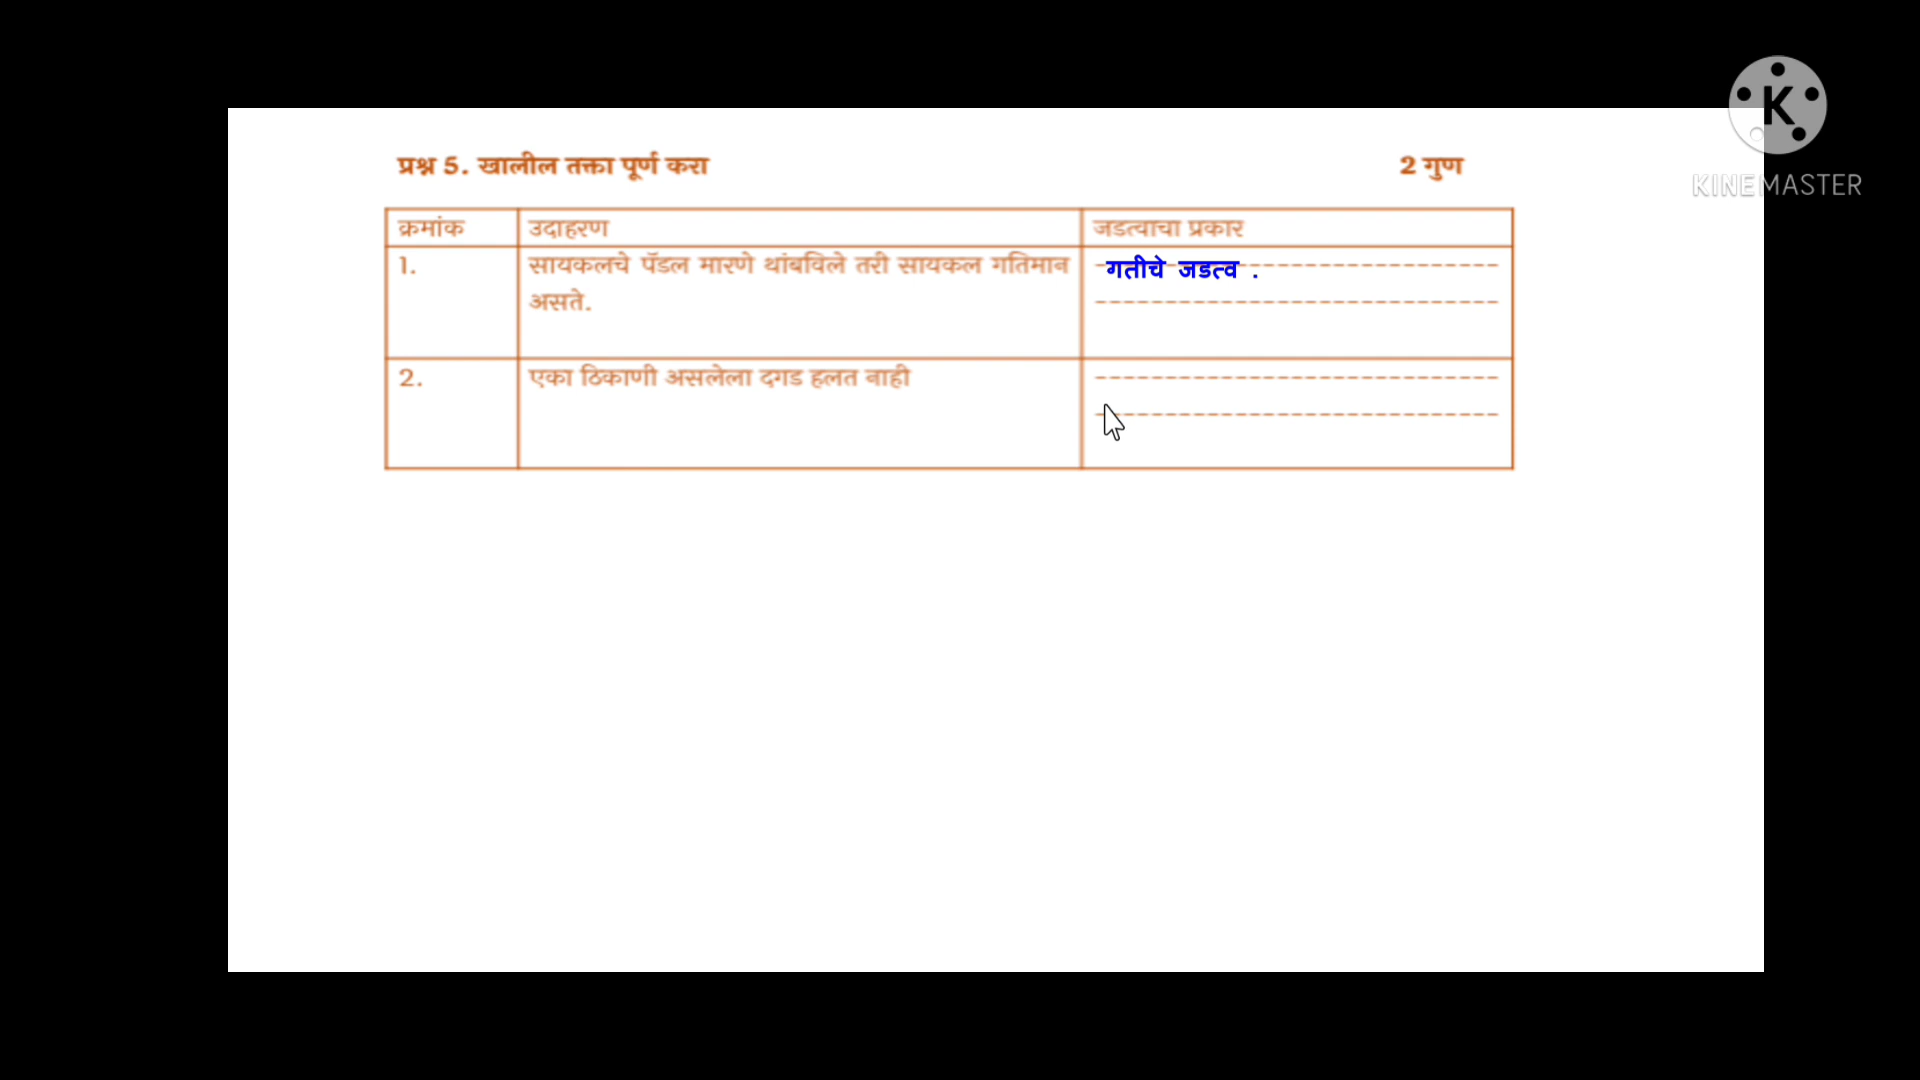 प्रश्न 5. खालील तक्ता पूर्ण करा 2 गुण
क्रमांक उदाहरण जडत्वाचा प्रकार
1. सायकलचे पॅडल मारणे थांबविले तरी सायकल गतिमान असते. गतीचे जडत्व .
2. एका ठिकाणी असलेला दगड हलत नाही
K
KINEMASTER